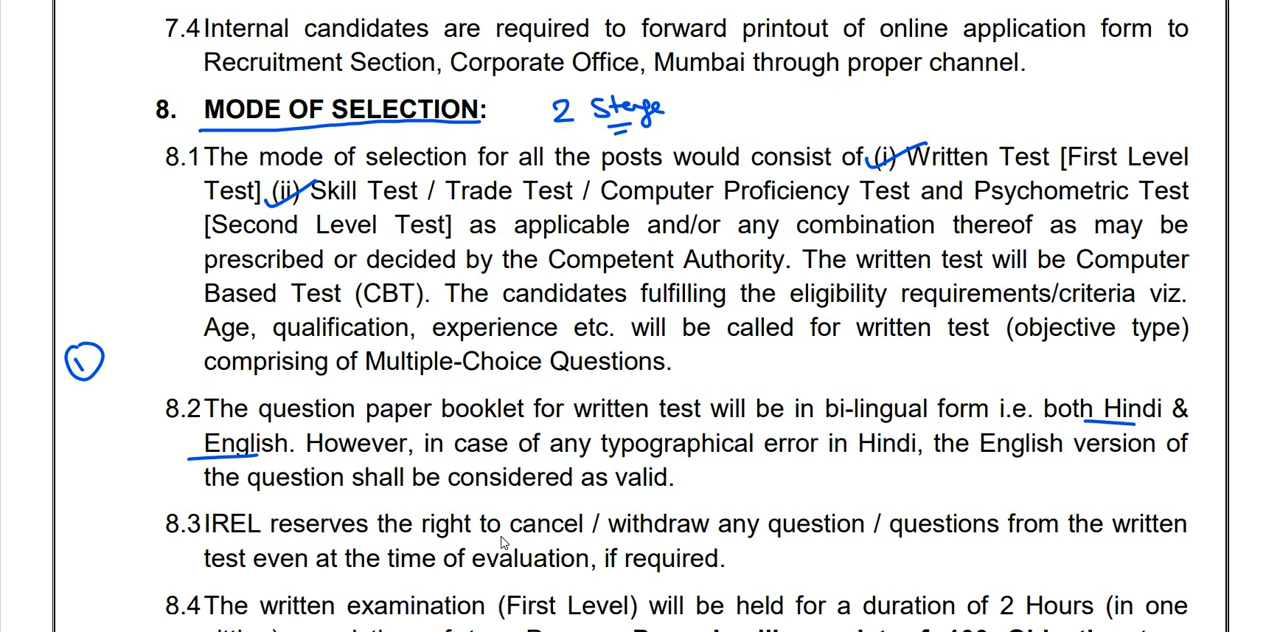 7.4 Internal candidates are required to forward printout of online application form to
Recruitment Section, Corporate Office, Mumbai through proper channel.
8. MODE OF SELECTION: 2 Stage
8.1 The mode of selection for all the posts would consist of (i) Written Test [First Level
Test] (ii) Skill Test / Trade Test / Computer Proficiency Test and Psychometric Test
[Second Level Test] as applicable and/or any combination thereof as may be
prescribed or decided by the Competent Authority. The written test will be Computer
Based Test (CBT). The candidates fulfilling the eligibility requirements/criteria viz.
Age, qualification, experience etc. will be called for written test (objective type)
comprising of Multiple-Choice Questions.
8.2 The question paper booklet for written test will be in bi-lingual form i.e. both Hindi &
English. However, in case of any typographical error in Hindi, the English version of
the question shall be considered as valid.
8.3 IREL reserves the right to cancel / withdraw any question / questions from the written
test even at the time of evaluation, if required.
8.4 The written examination (First Level) will be held for a duration of 2 Hours (in one